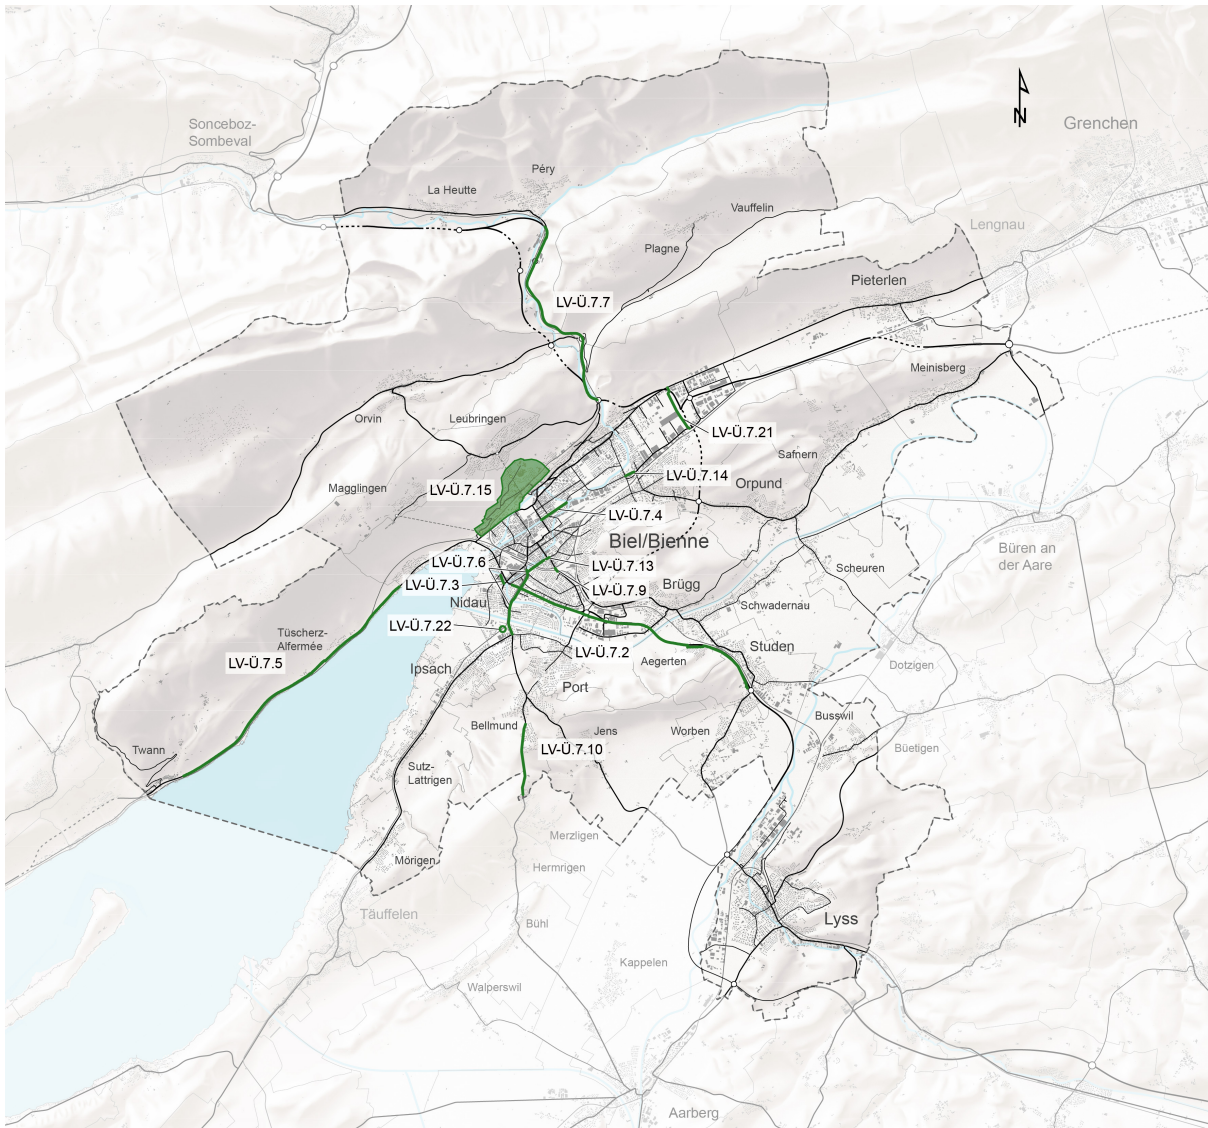 N
Grenchen
Sonceboz-
Sombeval
Péry
La Heutte
Vauffelin
Lengnau
Plagne
Pieterlen
LV-Ü.7.7
Meinisberg
Orvin
Leubringen
LV-Ü.7.21
Safnern
LV-Ü.7.14
Orpund
Magglingen
LV-Ü.7.15
LV-Ü.7.4
Biel/Bienne
Büren an
der Aare
LV-Ü.7.6
LV-Ü.7.13
Scheuren
LV-Ü.7.3
Brügg
LV-Ü.7.9
Nidau
Schwadernau
LV-Ü.7.22
Tüscherz-
Alfermée
LV-Ü.7.5
LV-Ü.7.2
Studen
Aegerten
Ipsach
Dotzigen
Port
Busswil
Bellmund
Jens
Worben
Twann
LV-Ü.7.10
Büetigen
Sutz-
Lattrigen
Merzligen
Mörigen
Hermrigen
Täuffelen
Bühl
Lyss
Kappelen
Walperswil
Aarberg